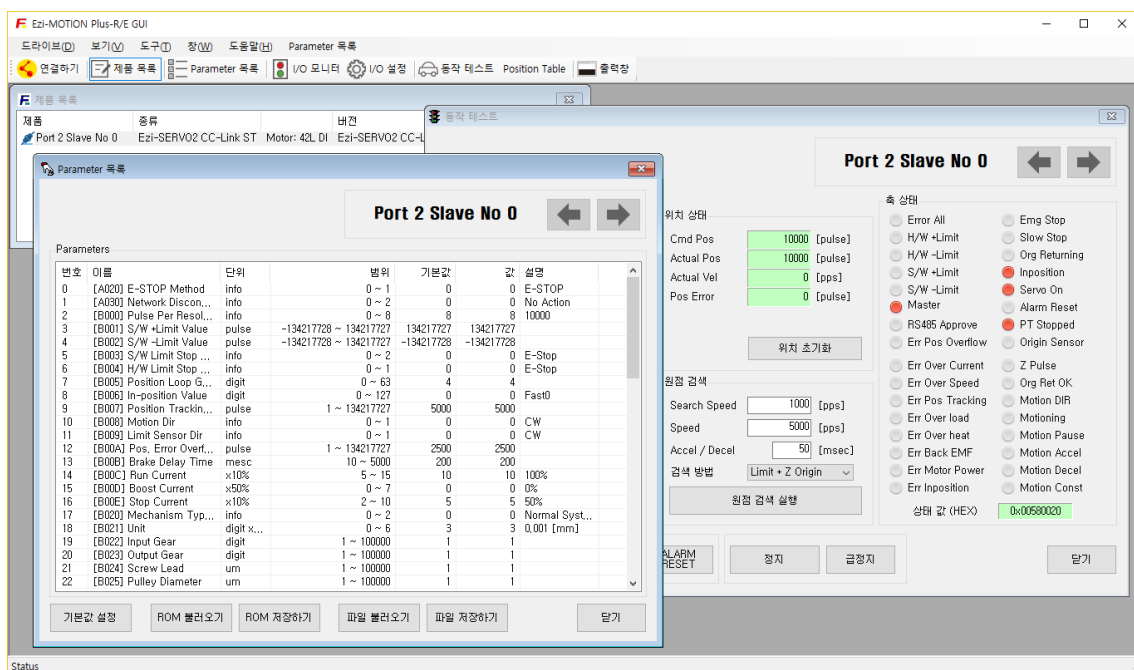 Ezi-MOTION Plus-R/E GUI
드라이브(D) 보기(V) 도구(T) 창(W) 도움말(H) Parameter 목록
연결하기 제품 목록 Parameter 목록 I/O 모니터 I/O 설정 동작 테스트 Position Table 출력창
제품 목록
제품 종류 버전
Port 2 Slave No 0 Ezi-SERVO2 CC-Link ST Motor: 42L DI Ezi-SERVO2 CC-L
Parameter 목록
Port 2 Slave No 0
Parameters
번호 이름 단위 범위 기본값 값 설명
0 [A020] E-STOP Method info 0 ~ 1 0 0 E-STOP
1 [A030] Network Discon,,, info 0 ~ 2 0 0 No Action
2 [B000] Pulse Per Resol,,, info 0 ~ 8 8 8 10000
3 [B001] S/W +Limit Value pulse -134217728 ~ 134217727 134217727 134217727
4 [B002] S/W -Limit Value pulse -134217728 ~ 134217727 -134217728 -134217728
5 [B003] S/W Limit Stop ,,, info 0 ~ 2 0 0 E-Stop
6 [B004] H/W Limit Stop ,,, info 0 ~ 1 0 0 E-Stop
7 [B005] Position Loop G,,, digit 0 ~ 63 4 4
8 [B006] In-position Value digit 0 ~ 127 0 0 Fast0
9 [B007] Position Trackin,,, pulse 1 ~ 134217727 5000 5000
10 [B008] Motion Dir info 0 ~ 1 0 0 CW
11 [B009] Limit Sensor Dir info 0 ~ 1 0 0 CW
12 [B00A] Pos, Error Overf,,, pulse 1 ~ 134217727 2500 2500
13 [B00B] Brake Delay Time mesc 10 ~ 5000 200 200
14 [B00C] Run Current x10% 5 ~ 15 10 10 100%
15 [B00D] Boost Current x50% 0 ~ 7 0 0 0%
16 [B00E] Stop Current x10% 2 ~ 10 5 5 50%
17 [B020] Mechanism Typ,,, info 0 ~ 2 0 0 Normal Syst,,,
18 [B021] Unit digit x,,, 0 ~ 6 3 3 0,001 [mm]
19 [B022] Input Gear digit 1 ~ 100000 1 1
20 [B023] Output Gear digit 1 ~ 100000 1 1
21 [B024] Screw Lead um 1 ~ 100000 1 1
22 [B025] Pulley Diameter um 1 ~ 100000 1 1
기본값 설정 ROM 불러오기 ROM 저장하기 파일 불러오기 파일 저장하기 닫기
동작 테스트
Port 2 Slave No 0
위치 상태
Cmd Pos 10000 [pulse]
Actual Pos 10000 [pulse]
Actual Vel 0 [pps]
Pos Error 0 [pulse]
위치 초기화
원점 검색
Search Speed 1000 [pps]
Speed 5000 [pps]
Accel / Decel 50 [msec]
검색 방법 Limit + Z Origin
원점 검색 실행
축 상태
Error All Emg Stop
H/W +Limit Slow Stop
H/W -Limit Org Returning
S/W +Limit Inposition
S/W -Limit Servo On
Master Alarm Reset
RS485 Approve PT Stopped
Err Pos Overflow Origin Sensor
Err Over Current Z Pulse
Err Over Speed Org Ret OK
Err Pos Tracking Motion DIR
Err Over load Motioning
Err Over heat Motion Pause
Err Back EMF Motion Accel
Err Motor Power Motion Decel
Err Inposition Motion Const
상태 값 (HEX) 0x00580020
ALARM
RESET
정지 급정지 닫기
Status